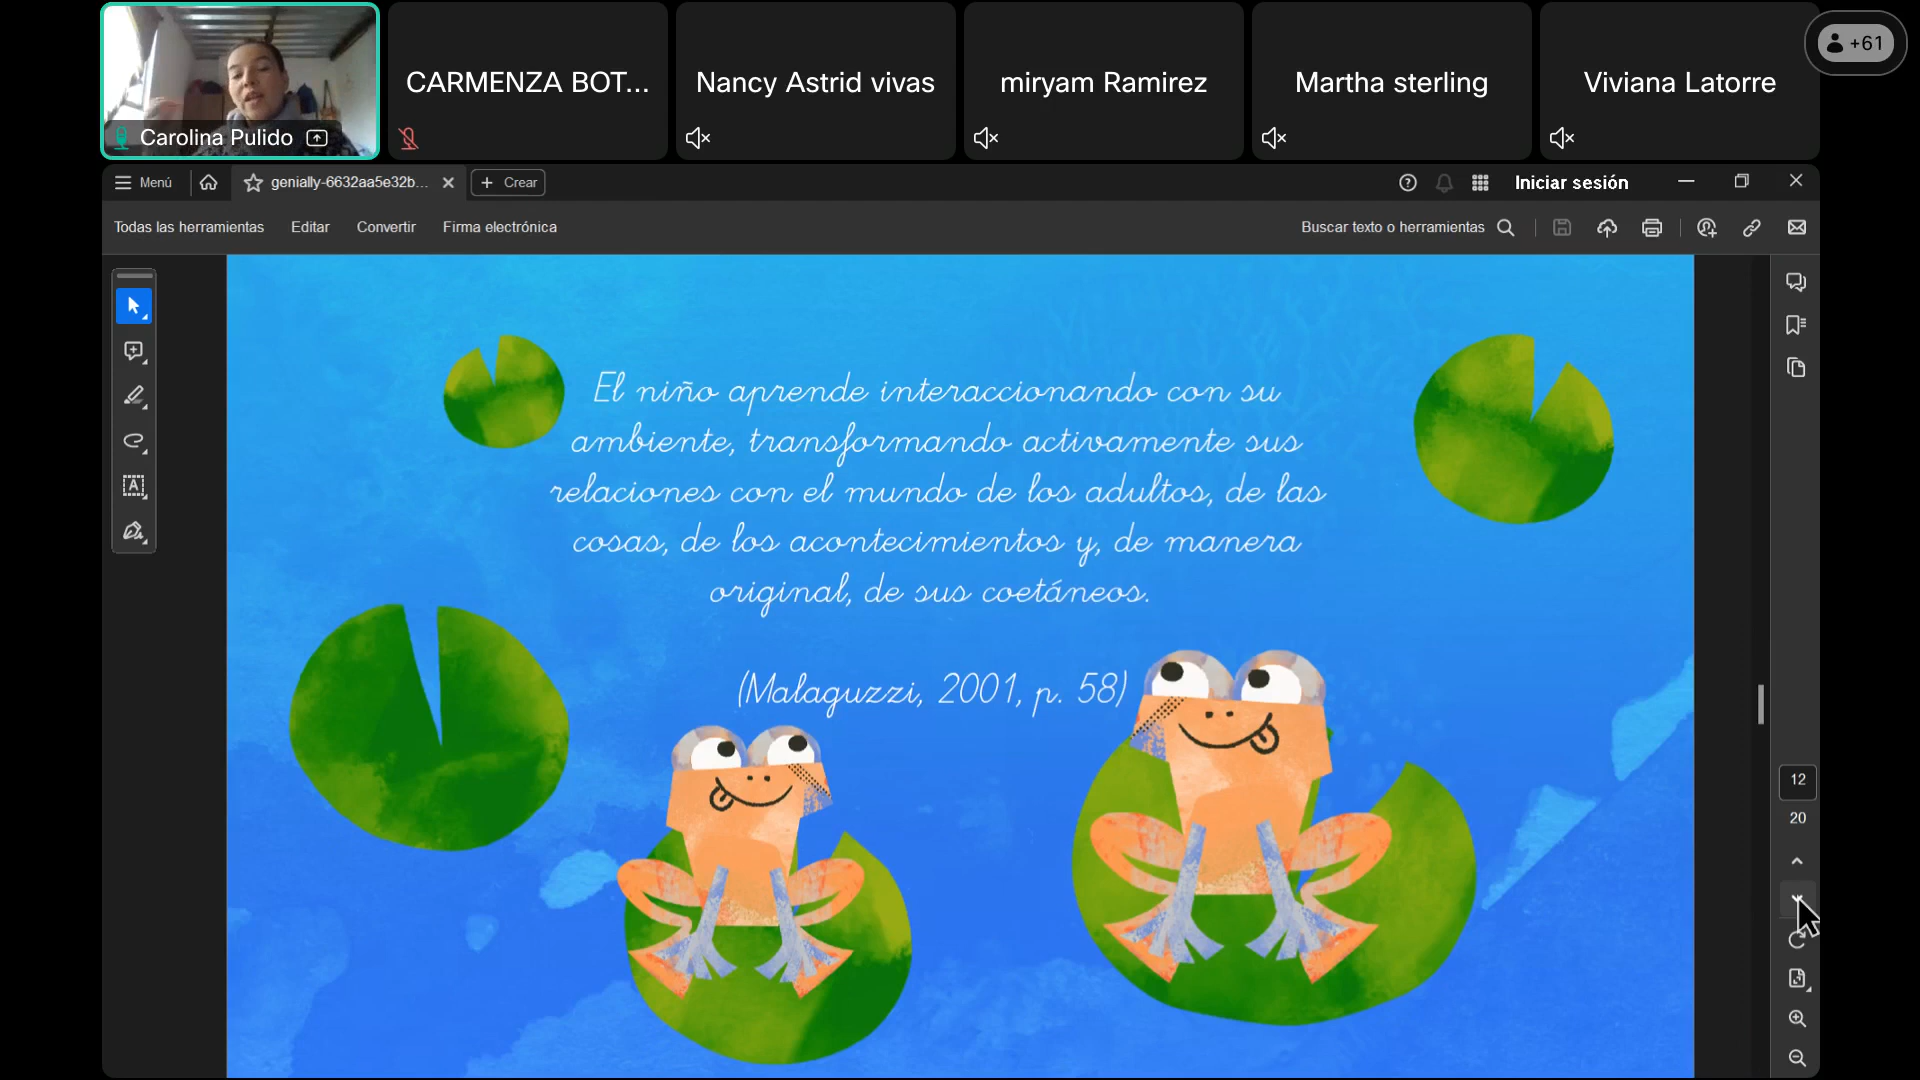 CARMENZA BOT...
Nancy Astrid vivas
miryam Ramirez
Martha sterling
Viviana Latorre
+61
Carolina Pulido
Menú
genially-6632aa5e32b...
Crear
Iniciar sesión
Todas las herramientas
Editar
Convertir
Firma electrónica
Buscar texto o herramientas
El niño aprende interaccionando con su
ambiente, transformando activamente sus
relaciones con el mundo de los adultos, de las
cosas, de los acontecimientos y, de manera
original, de sus coetáneos.
(Malaguzzi, 2001, p. 58)
12
20